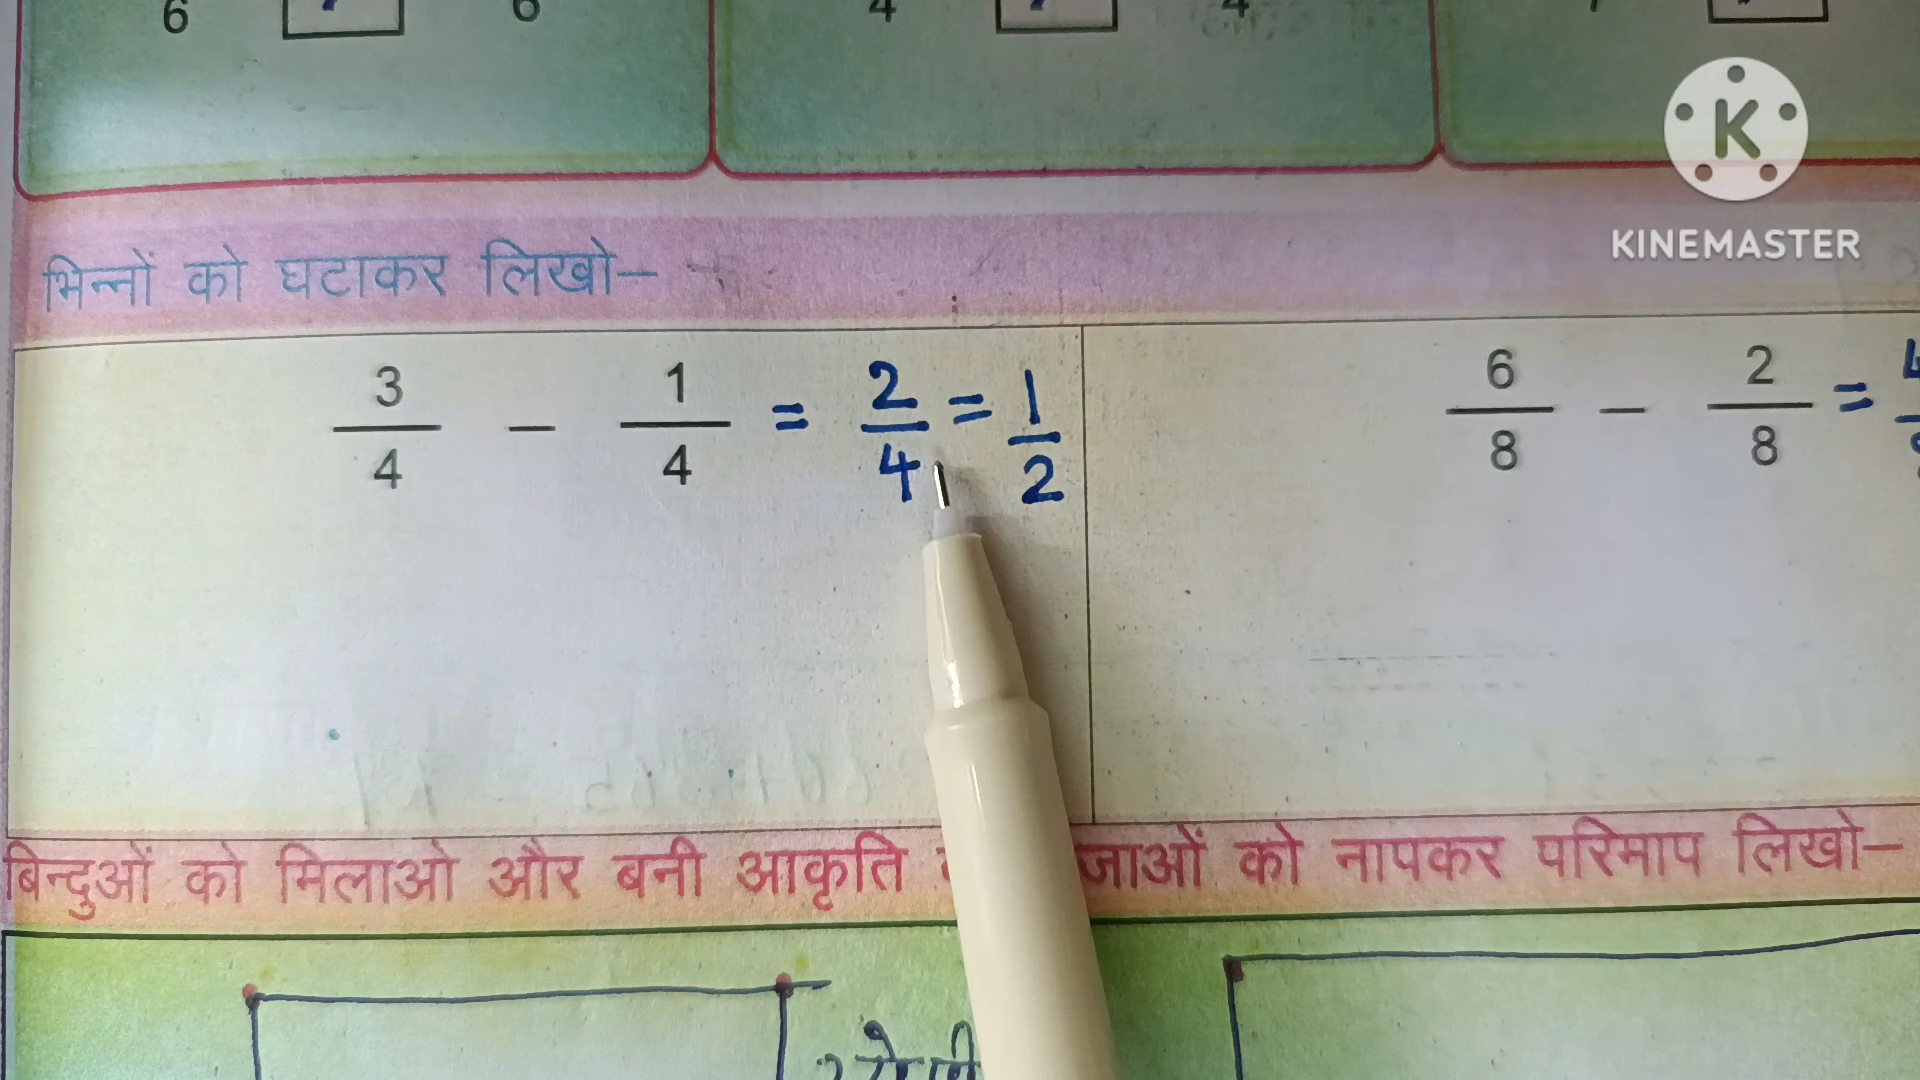 6 6 4 4
K
KINEMASTER
भिन्नों को घटाकर लिखो–
3/4 – 1/4 = 2/4 = 1/2
6/8 – 2/8 =
बिन्दुओं को मिलाओ और बनी आकृति को नापकर परिमाप लिखो–